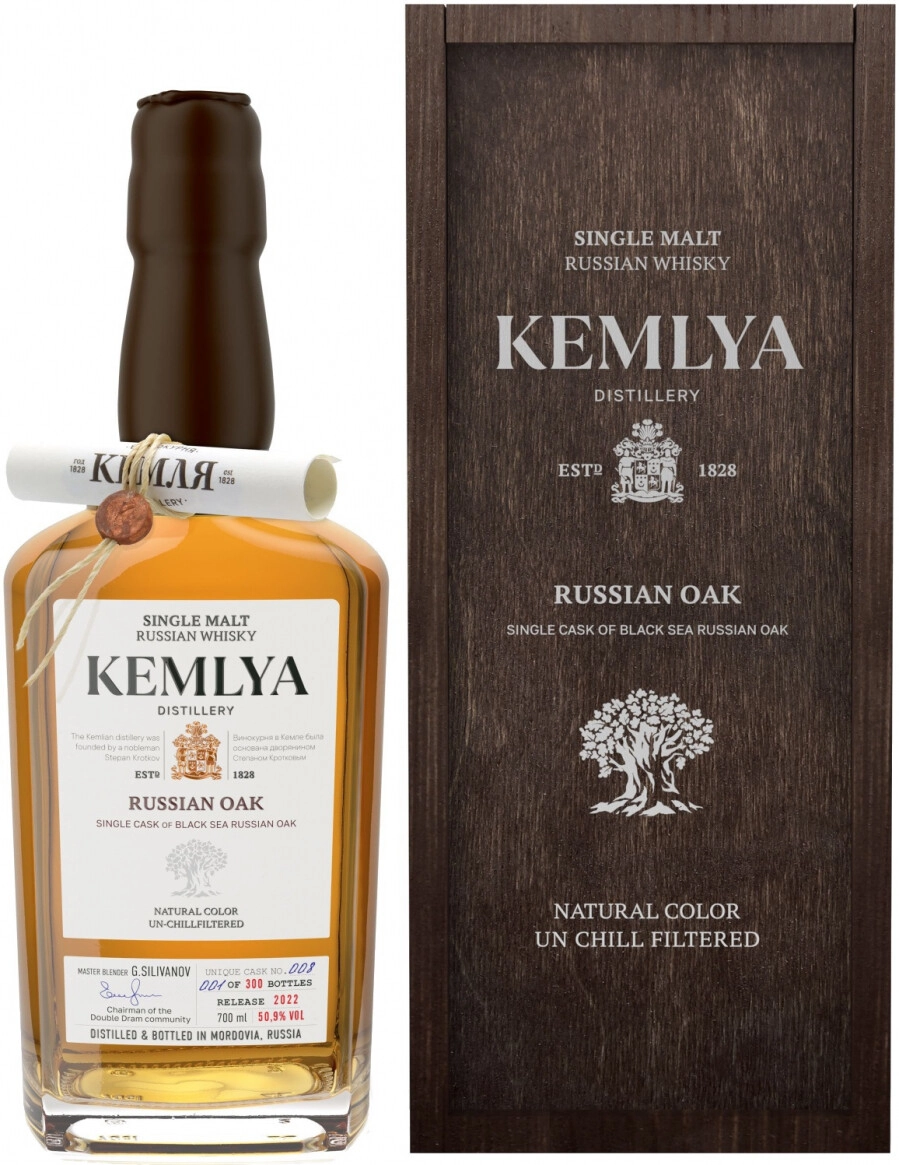 год
1828
КЕМЛЯ
est
1828
SINGLE MALT
RUSSIAN WHISKY
KEMLYA
DISTILLERY
The Kemlian distillery was
founded by a nobleman
Stepan Krotkov
Винокурня в Кемле была
основана дворянином
Степаном Кротковым
ESTD 1828
RUSSIAN OAK
SINGLE CASK OF BLACK SEA RUSSIAN OAK
NATURAL COLOR
UN-CHILLFILTERED
MASTER BLENDER G.SILIVANOV
Chairman of the
Double Dram community
UNIQUE CASK NO. 008
001 OF 300 BOTTLES
RELEASE 2022
700 ml 50,9% VOL
DISTILLED & BOTTLED IN MORDOVIA, RUSSIA
SINGLE MALT
RUSSIAN WHISKY
KEMLYA
DISTILLERY
ESTD 1828
RUSSIAN OAK
SINGLE CASK OF BLACK SEA RUSSIAN OAK
NATURAL COLOR
UN CHILL FILTERED